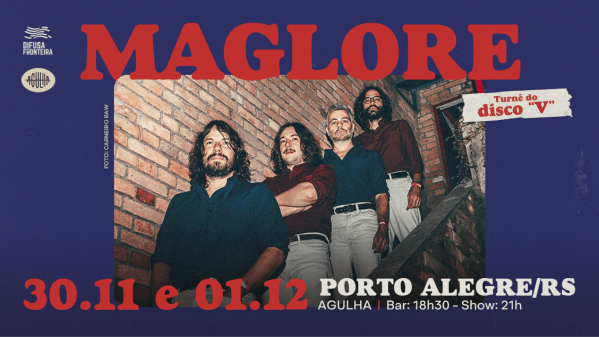 DIFUSA
FRONTEIRA
AGULHA
MAGLORE
Turnê do
disco "V"
FOTO: CARNEIRO RAW
30.11 e 01.12
PORTO ALEGRE/RS
AGULHA | Bar: 18h30 - Show: 21h